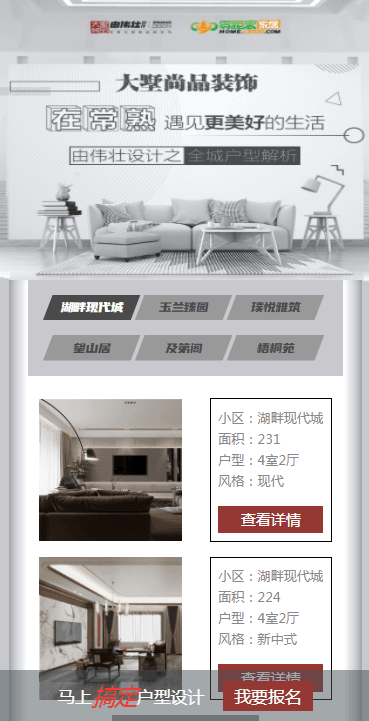 大墅尚品装饰
在常熟 遇见更美好的生活
由伟壮设计之 全城户型解析
湖畔现代城 玉兰臻园 璞悦雅筑
望山居 及第阁 梧桐苑
小区：湖畔现代城
面积：231
户型：4室2厅
风格：现代
查看详情
小区：湖畔现代城
面积：224
户型：4室2厅
风格：新中式
查看详情
马上搞定户型设计 我要报名